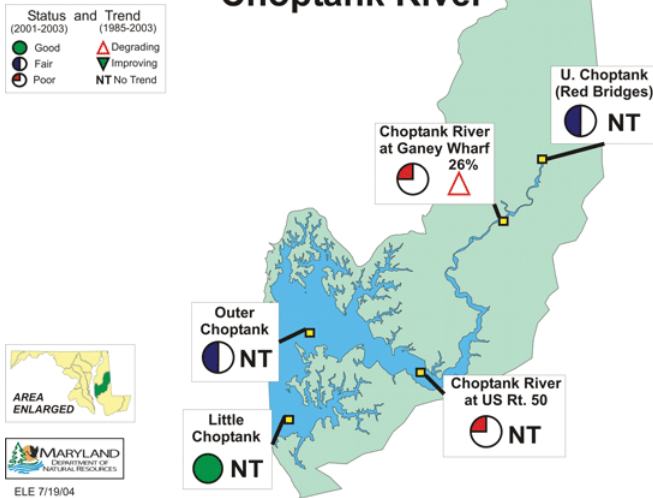 Choptank River
Status and Trend
(2001-2003) (1985-2003)
Good Degrading
Fair Improving
Poor NT No Trend
U. Choptank
(Red Bridges)
NT
Choptank River
at Ganey Wharf
26%
Outer
Choptank
NT
Choptank River
at US Rt. 50
NT
Little
Choptank
NT
AREA
ENLARGED
MARYLAND
DEPARTMENT OF
NATURAL RESOURCES
ELE 7/19/04